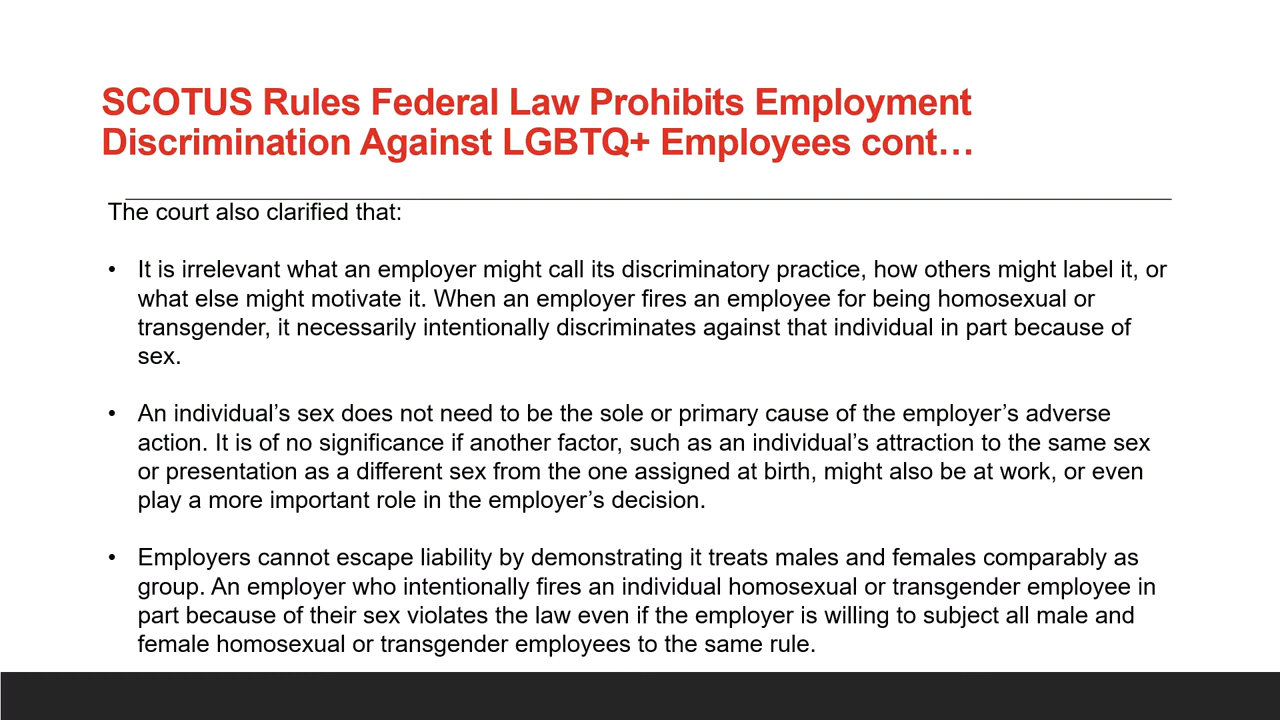 SCOTUS Rules Federal Law Prohibits Employment
Discrimination Against LGBTQ+ Employees cont…
The court also clarified that:
• It is irrelevant what an employer might call its discriminatory practice, how others might label it, or
what else might motivate it. When an employer fires an employee for being homosexual or
transgender, it necessarily intentionally discriminates against that individual in part because of
sex.
• An individual’s sex does not need to be the sole or primary cause of the employer’s adverse
action. It is of no significance if another factor, such as an individual’s attraction to the same sex
or presentation as a different sex from the one assigned at birth, might also be at work, or even
play a more important role in the employer’s decision.
• Employers cannot escape liability by demonstrating it treats males and females comparably as
group. An employer who intentionally fires an individual homosexual or transgender employee in
part because of their sex violates the law even if the employer is willing to subject all male and
female homosexual or transgender employees to the same rule.